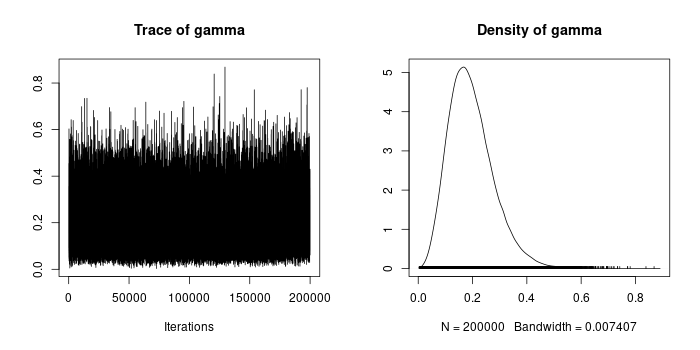 Trace of gamma
0.8
0.6
0.4
0.2
0.0
0 50000 100000 150000 200000
Iterations
Density of gamma
5
4
3
2
1
0
0.0 0.2 0.4 0.6 0.8
N = 200000 Bandwidth = 0.007407